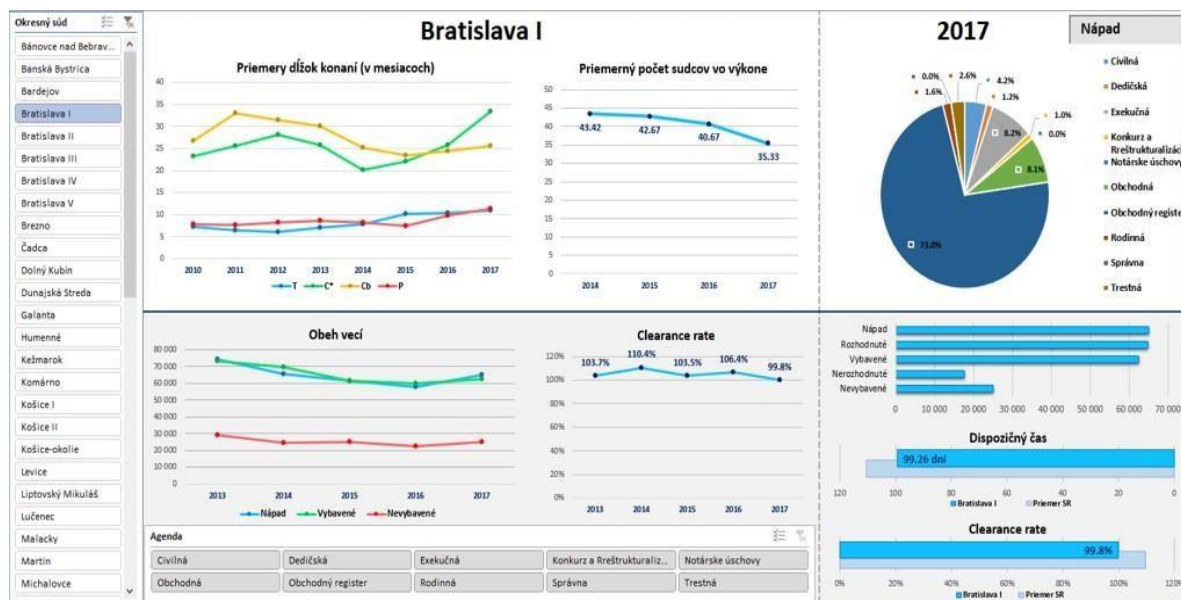 Okresný súd
Bánovce nad Bebrav...
Banská Bystrica
Bardejov
Bratislava I
Bratislava II
Bratislava III
Bratislava IV
Bratislava V
Brezno
Čadca
Dolný Kubín
Dunajská Streda
Galanta
Humenné
Kežmarok
Komárno
Košice I
Košice II
Košice-okolie
Levice
Liptovský Mikuláš
Lučenec
Malacky
Martin
Michalovce
Bratislava I
Priemery dĺžok konaní (v mesiacoch)
40
35
30
25
20
15
10
5
0
2010 2011 2012 2013 2014 2015 2016 2017
T C* Cb P
Priemerný počet sudcov vo výkone
50
45
40
35
30
25
20
15
10
5
0
43.42 42.67 40.67 35.33
2014 2015 2016 2017
2017
Nápad
0.0% 2.6% 4.2%
1.6% 1.2%
8.2% 1.0%
0.0%
8.1%
73.0%
Civilná
Dedičská
Exekučná
Konkurz a
Rreštrukturalizáci
Notárske úschovy
Obchodná
Obchodný register
Rodinná
Správna
Trestná
Obeh vecí
80 000
70 000
60 000
50 000
40 000
30 000
20 000
10 000
0
2013 2014 2015 2016 2017
Nápad Vybavené Nevybavené
Clearance rate
120%
100%
80%
60%
40%
20%
0%
103.7% 110.4% 103.5% 106.4% 99.8%
2013 2014 2015 2016 2017
Nápad
Rozhodnuté
Vybavené
Nerozhodnuté
Nevybavené
0 10 000 20 000 30 000 40 000 50 000 60 000 70 000
Dispozičný čas
99.26 dní
120 100 80 60 40 20 0
Bratislava I Priemer SR
Clearance rate
99.8%
0% 20% 40% 60% 80% 100% 120%
Bratislava I Priemer SR
Agenda
Civilná Dedičská Exekučná Konkurz a Rreštrukturaliz... Notárske úschovy
Obchodná Obchodný register Rodinná Správna Trestná